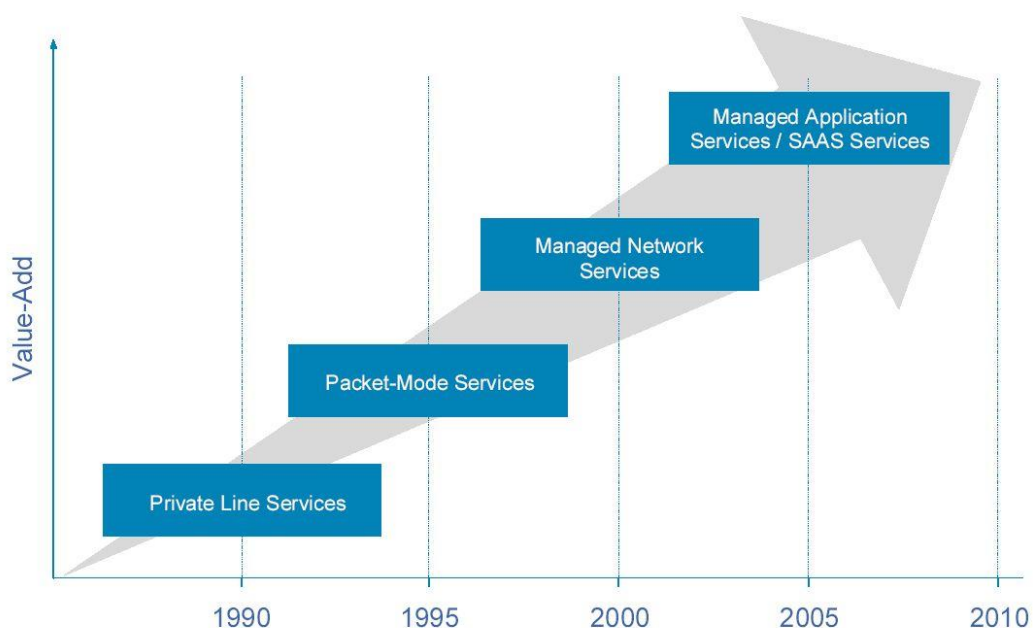 Managed Application
Services / SAAS Services
Managed Network
Services
Packet-Mode Services
Private Line Services
Value-Add
1990
1995
2000
2005
2010